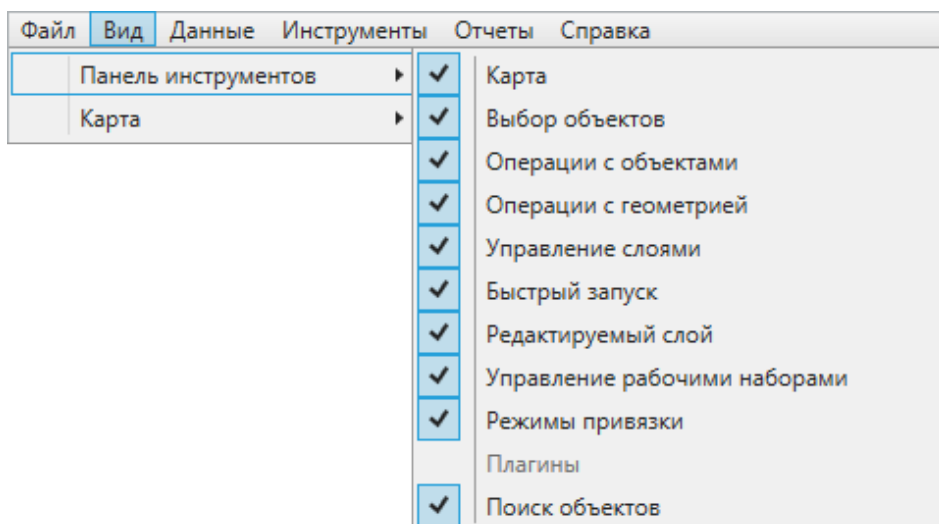 Файл Вид Данные Инструменты Отчеты Справка
Панель инструментов
Карта
Карта
Выбор объектов
Операции с объектами
Операции с геометрией
Управление слоями
Быстрый запуск
Редактируемый слой
Управление рабочими наборами
Режимы привязки
Плагины
Поиск объектов